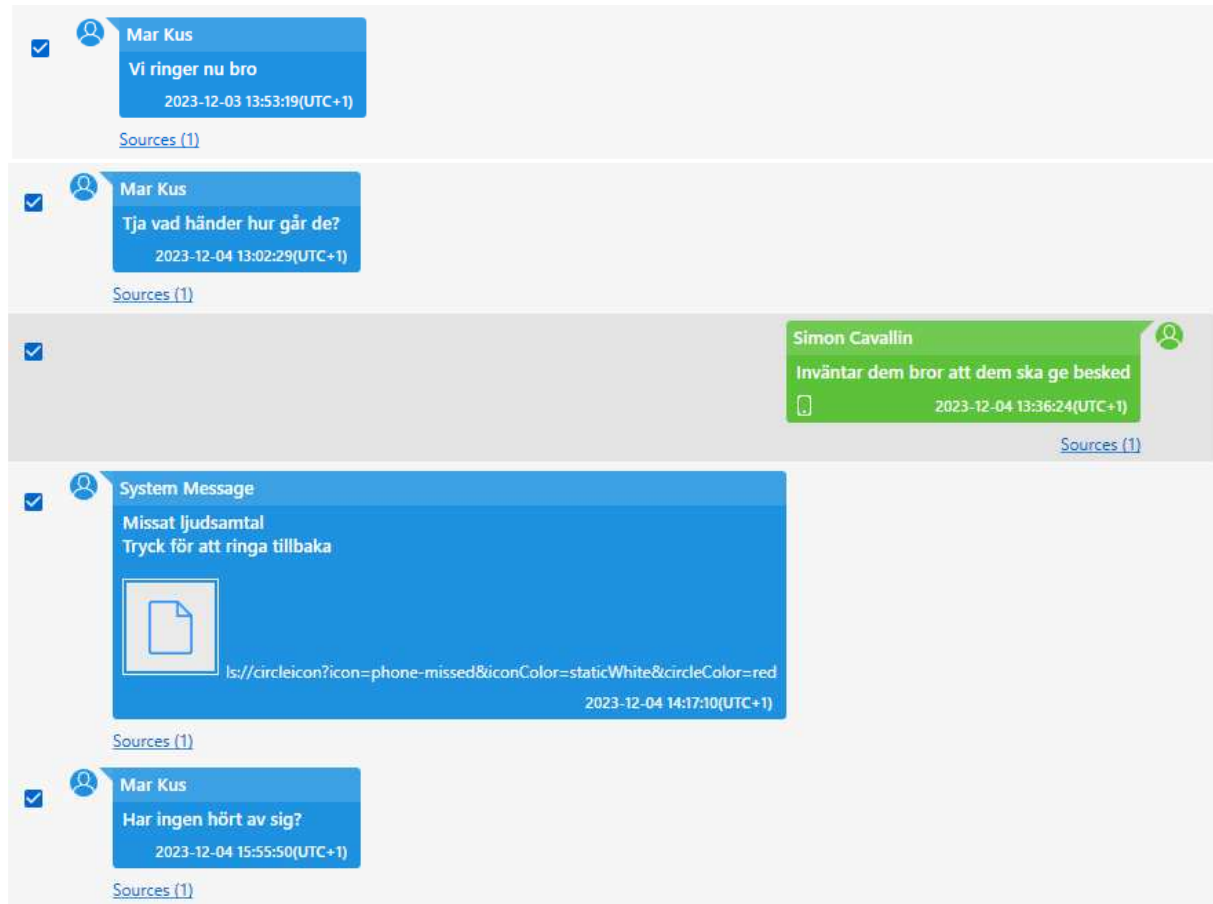 Mar Kus
Vi ringer nu bro
2023-12-03 13:53:19(UTC+1)
Sources (1)
Mar Kus
Tja vad händer hur går de?
2023-12-04 13:02:29(UTC+1)
Sources (1)
Simon Cavallin
Inväntar dem bror att dem ska ge besked
2023-12-04 13:36:24(UTC+1)
Sources (1)
System Message
Missat ljudsamtal
Tryck för att ringa tillbaka
ls://circleicon?icon=phone-missed&iconColor=staticWhite&circleColor=red
2023-12-04 14:17:10(UTC+1)
Sources (1)
Mar Kus
Har ingen hört av sig?
2023-12-04 15:55:50(UTC+1)
Sources (1)